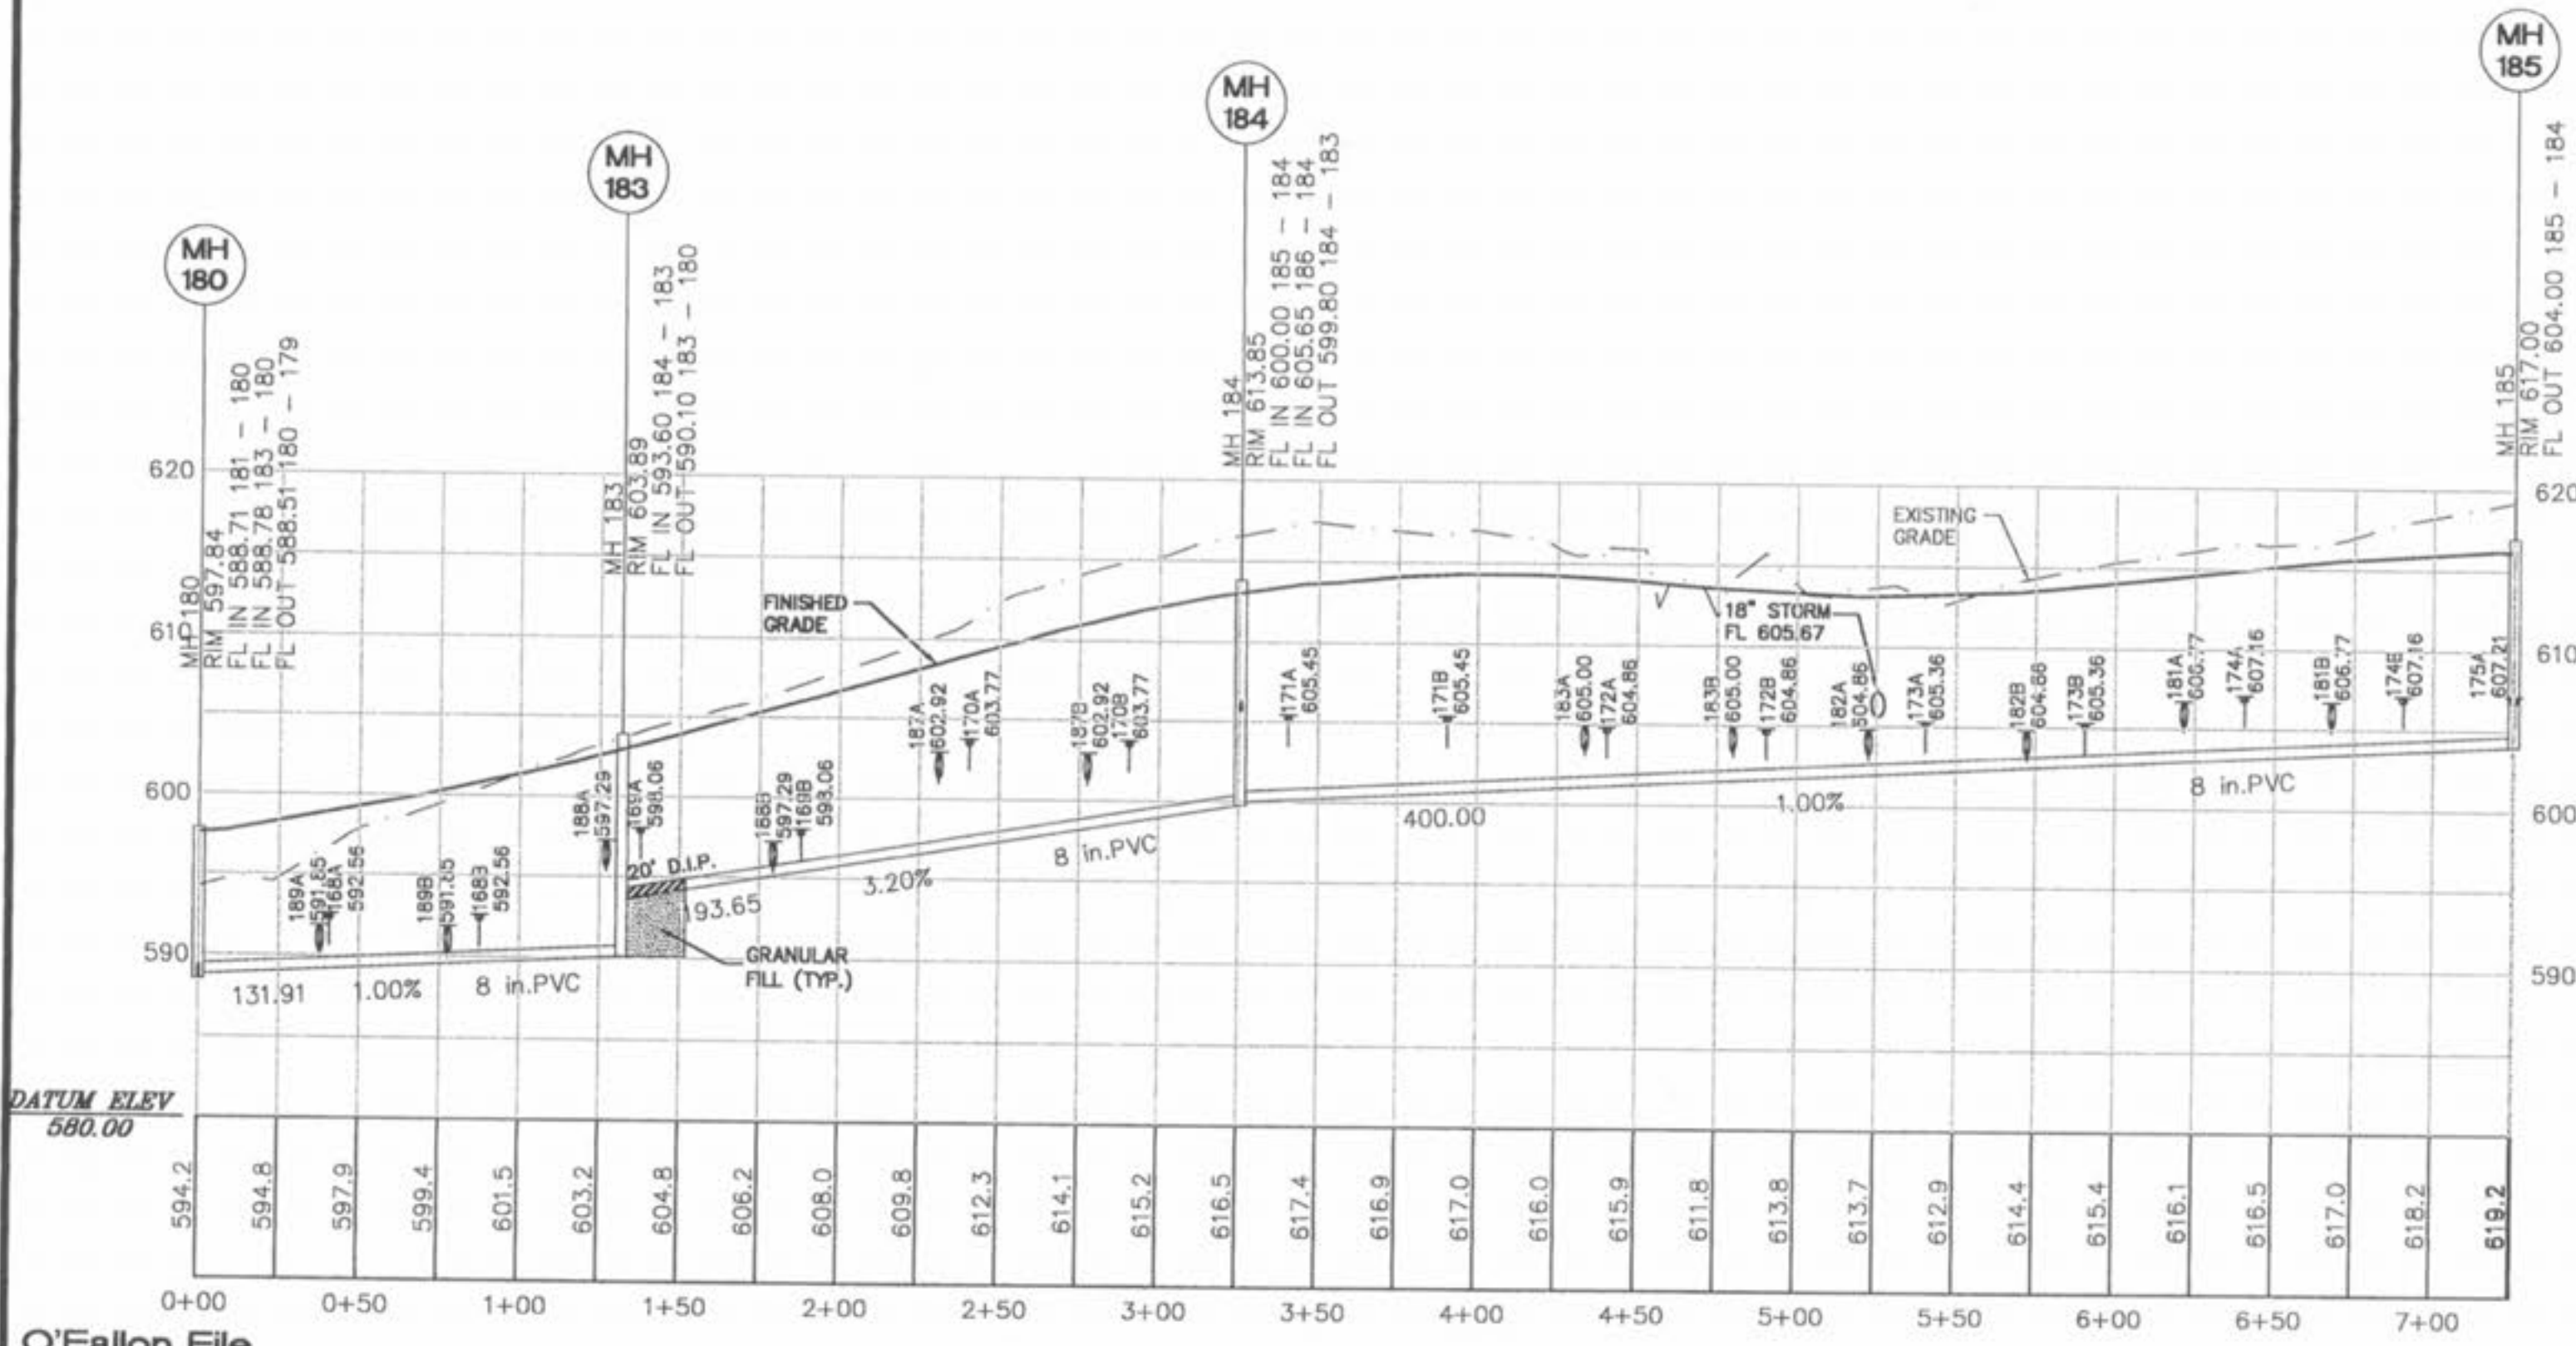 MH
180
MH 180
RIM 597.84
FL IN 588.71 181 - 180
FL IN 588.78 183 - 180
FL OUT 588.51 180 - 179
MH
183
MH 183
RIM 603.89
FL IN 593.60 184 - 183
FL OUT 590.10 183 - 180
MH
184
MH 184
RIM 613.85
FL IN 600.00 185 - 184
FL IN 605.65 186 - 184
FL OUT 599.80 184 - 183
MH
185
MH 185
RIM 617.00
FL OUT 604.00 185 - 184
620
610
600
590
620
610
600
590
FINISHED
GRADE
EXISTING
GRADE
18" STORM
FL 605.67
189A
591.85
168A
592.56
189B
591.85
168B
592.56
188A
597.29
169A
598.06
188B
597.29
169B
598.06
187A
602.92
170A
603.77
187B
602.92
170B
603.77
171A
605.45
171B
605.45
183A
605.00
172A
604.86
183B
605.00
172B
604.86
182A
604.86
173A
605.36
182B
604.86
173B
605.36
181A
606.77
174A
607.16
181B
606.77
174B
607.16
175A
607.21
20' D.I.P.
131.91
1.00%
8 in.PVC
193.65
3.20%
8 in.PVC
400.00
1.00%
8 in.PVC
GRANULAR
FILL (TYP.)
DATUM ELEV
580.00
594.2
594.8
597.9
599.4
601.5
603.2
604.8
606.2
608.0
609.8
612.3
614.1
615.2
616.5
617.4
616.9
617.0
616.0
615.9
611.8
613.8
613.7
612.9
614.4
615.4
616.1
616.5
617.0
618.2
619.2
0+00
0+50
1+00
1+50
2+00
2+50
3+00
3+50
4+00
4+50
5+00
5+50
6+00
6+50
7+00
O'Fallon File